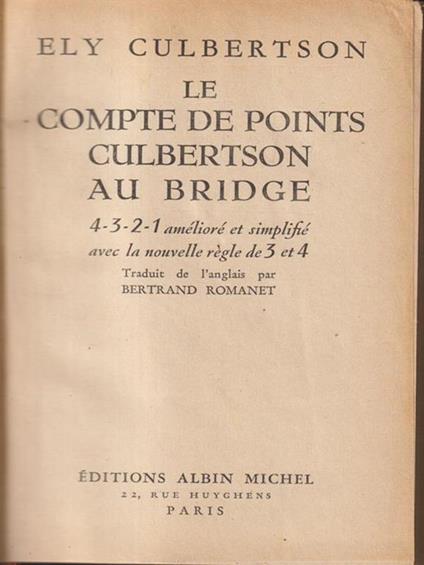 ELY CULBERTSON
LE
COMPTE DE POINTS
CULBERTSON
AU BRIDGE
4-3-2-1 amélioré et simplifié
avec la nouvelle règle de 3 et 4
Traduit de l'anglais par
BERTRAND ROMANET
ÉDITIONS ALBIN MICHEL
22, RUE HUYGHENS
PARIS